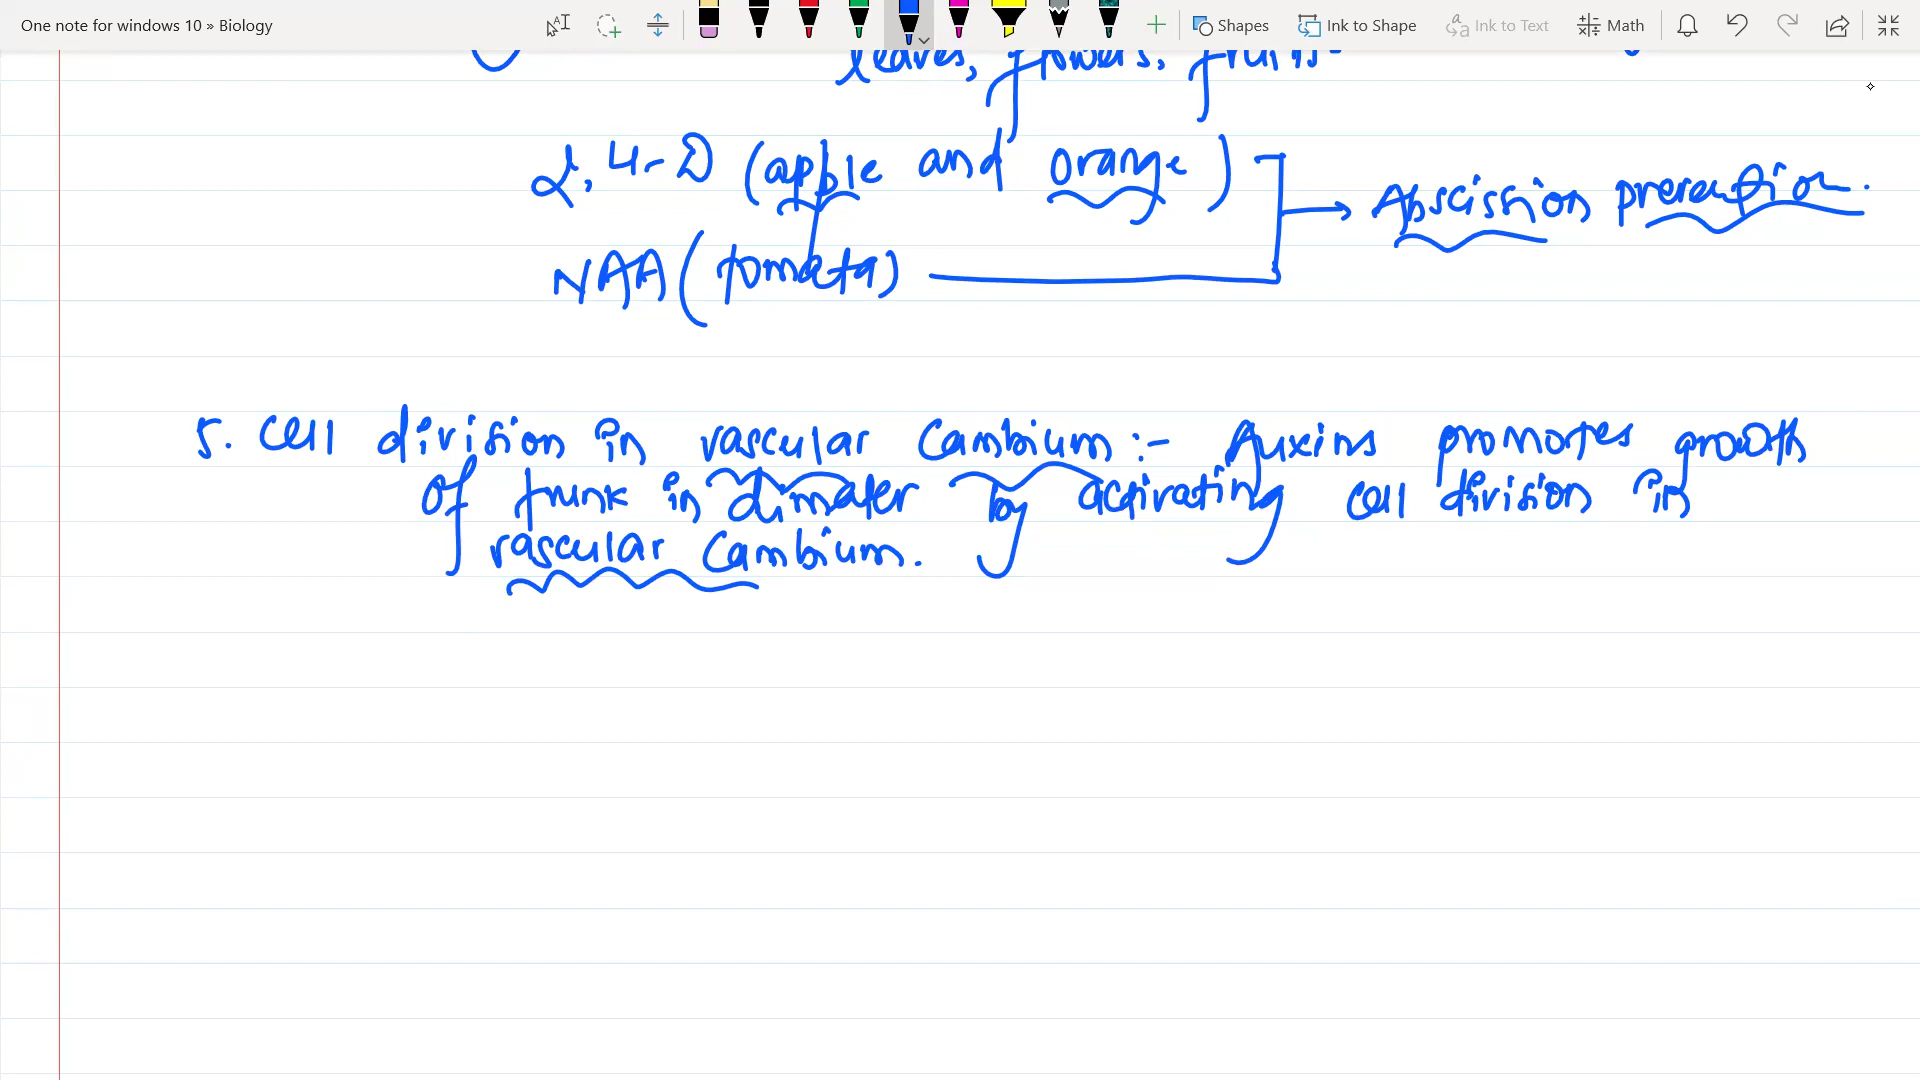 One note for windows 10 » Biology
Shapes
Ink to Shape
Ink to Text
Math
leaves, flowers, fruits
2,4-D (apple and orange)
Abscission prevention.
NAA (tomato)
5. Cell division in vascular Cambium :- Auxins promotes growth
of trunk in dimater by activating cell division in
vascular Cambium.